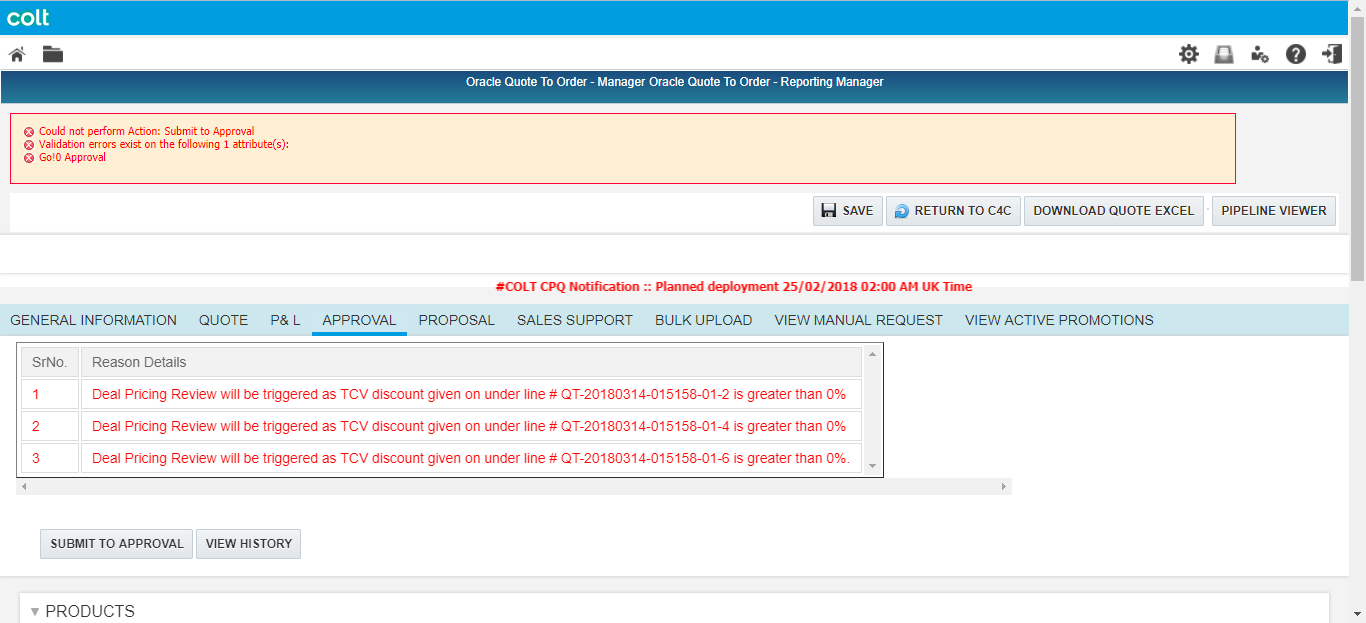 colt
Oracle Quote To Order - Manager Oracle Quote To Order - Reporting Manager
Could not perform Action: Submit to Approval
Validation errors exist on the following 1 attribute(s):
Go!0 Approval
SAVE RETURN TO C4C DOWNLOAD QUOTE EXCEL PIPELINE VIEWER
#COLT CPQ Notification :: Planned deployment 25/02/2018 02:00 AM UK Time
GENERAL INFORMATION QUOTE P& L APPROVAL PROPOSAL SALES SUPPORT BULK UPLOAD VIEW MANUAL REQUEST VIEW ACTIVE PROMOTIONS
SrNo. Reason Details
1 Deal Pricing Review will be triggered as TCV discount given on under line # QT-20180314-015158-01-2 is greater than 0%
2 Deal Pricing Review will be triggered as TCV discount given on under line # QT-20180314-015158-01-4 is greater than 0%
3 Deal Pricing Review will be triggered as TCV discount given on under line # QT-20180314-015158-01-6 is greater than 0%.
SUBMIT TO APPROVAL VIEW HISTORY
PRODUCTS